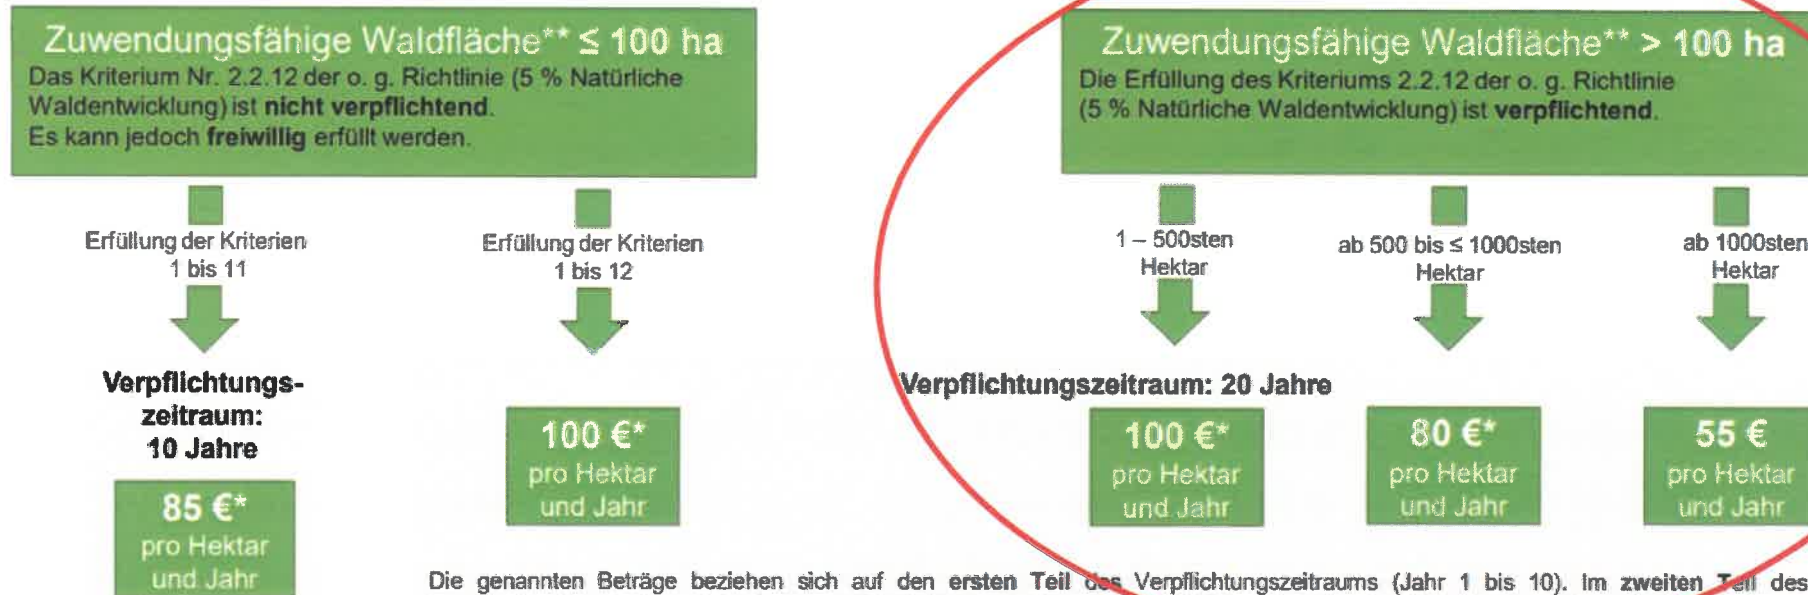 Zuwendungsfähige Waldfläche** ≤ 100 ha
Das Kriterium Nr. 2.2.12 der o. g. Richtlinie (5 % Natürliche
Waldentwicklung) ist nicht verpflichtend.
Es kann jedoch freiwillig erfüllt werden.
Erfüllung der Kriterien
1 bis 11
Erfüllung der Kriterien
1 bis 12
Verpflichtungs-
zeitraum:
10 Jahre
85 €*
pro Hektar
und Jahr
100 €*
pro Hektar
und Jahr
Zuwendungsfähige Waldfläche** > 100 ha
Die Erfüllung des Kriteriums 2.2.12 der o. g. Richtlinie
(5 % Natürliche Waldentwicklung) ist verpflichtend.
1 – 500sten
Hektar
ab 500 bis ≤ 1000sten
Hektar
ab 1000sten
Hektar
Verpflichtungszeitraum: 20 Jahre
100 €*
pro Hektar
und Jahr
80 €*
pro Hektar
und Jahr
55 €
pro Hektar
und Jahr
Die genannten Beträge beziehen sich auf den ersten Teil des Verpflichtungszeitraums (Jahr 1 bis 10). Im zweiten Teil des